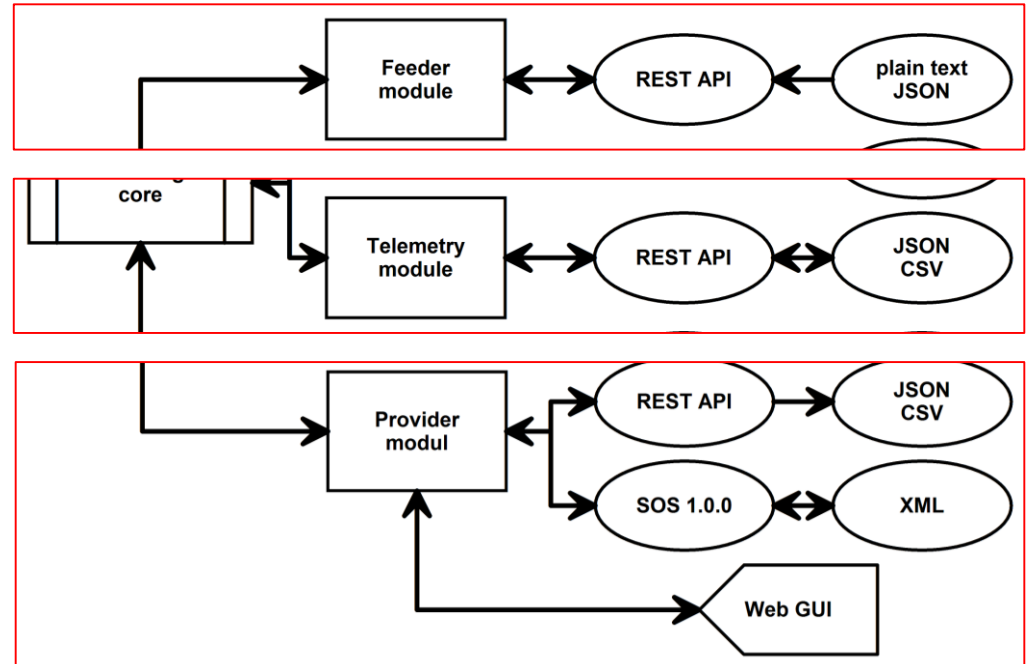 Feeder
module
REST API
plain text
JSON
core
Telemetry
module
REST API
JSON
CSV
Provider
modul
REST API
JSON
CSV
SOS 1.0.0
XML
Web GUI